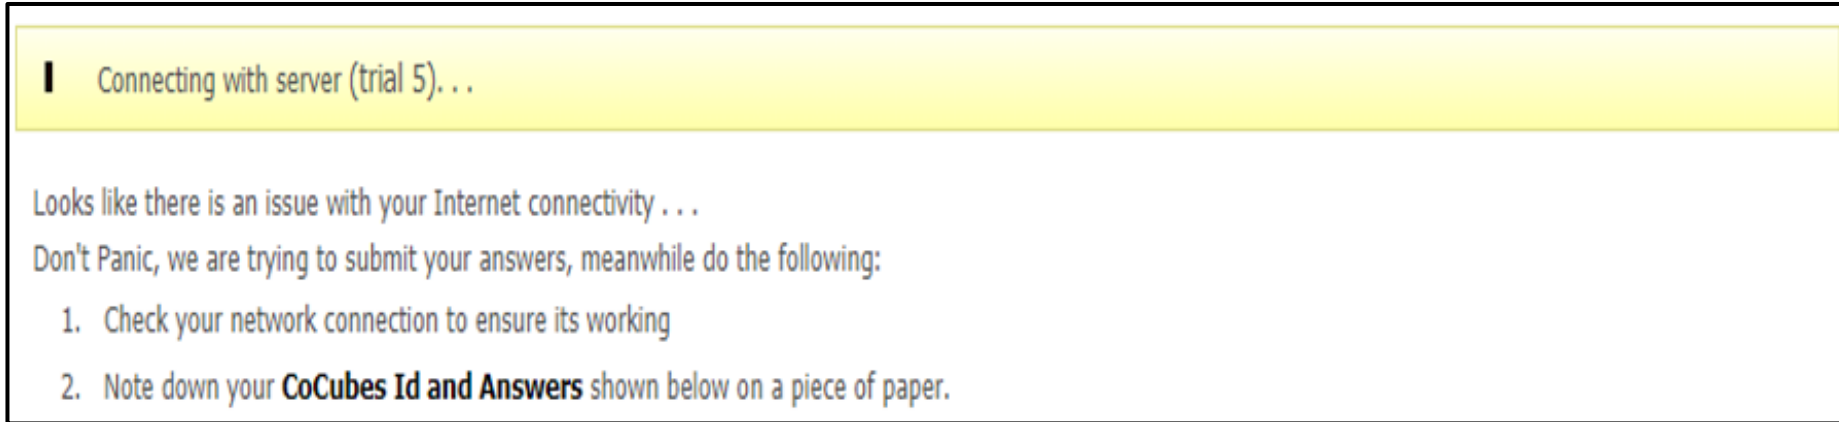 Connecting with server (trial 5). . .
Looks like there is an issue with your Internet connectivity . . .
Don't Panic, we are trying to submit your answers, meanwhile do the following:
1. Check your network connection to ensure its working
2. Note down your CoCubes Id and Answers shown below on a piece of paper.